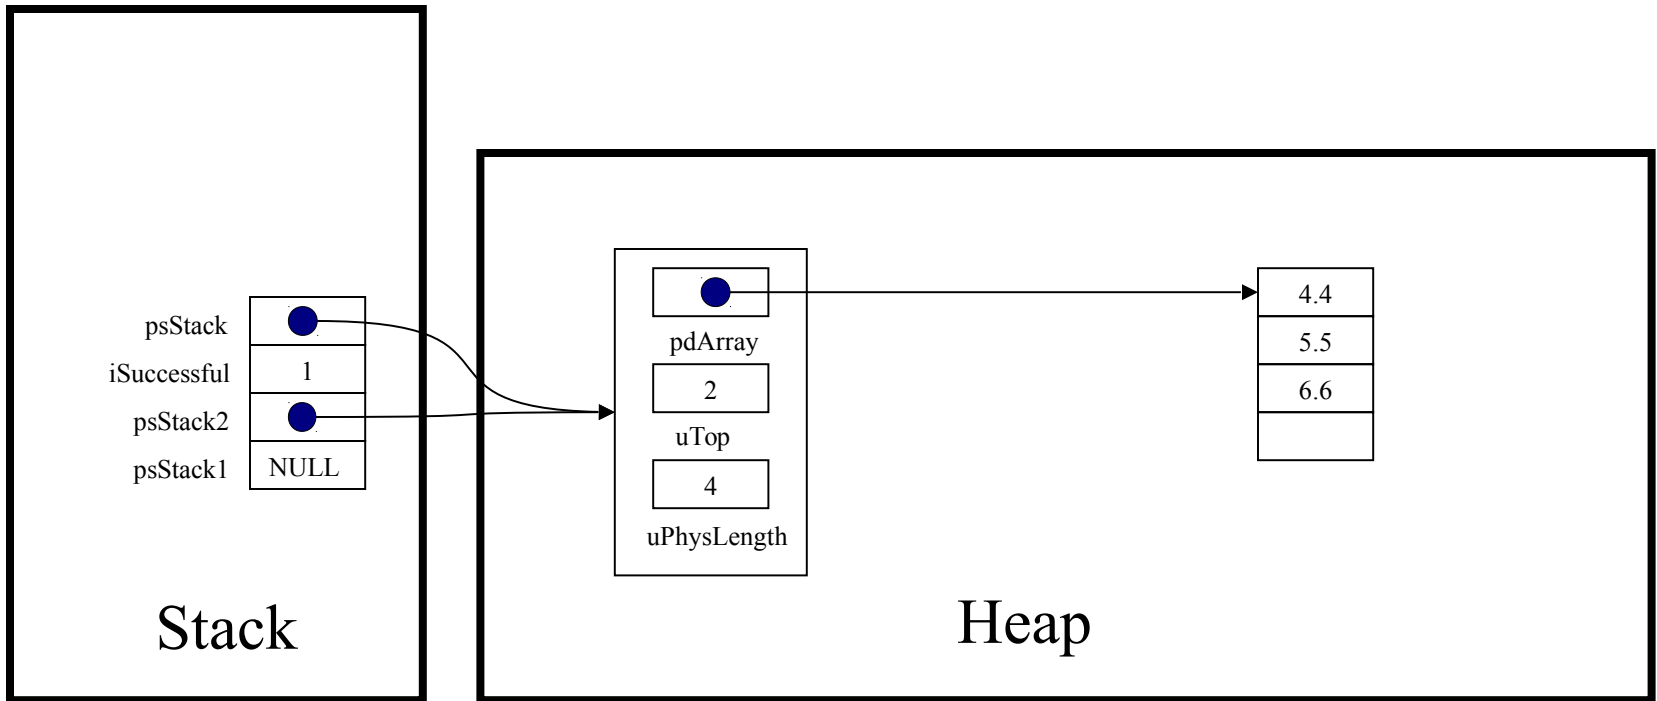 psStack
iSuccessful 1
psStack2
psStack1 NULL
Stack
pdArray
2
uTop
4
uPhysLength
4.4
5.5
6.6
Heap